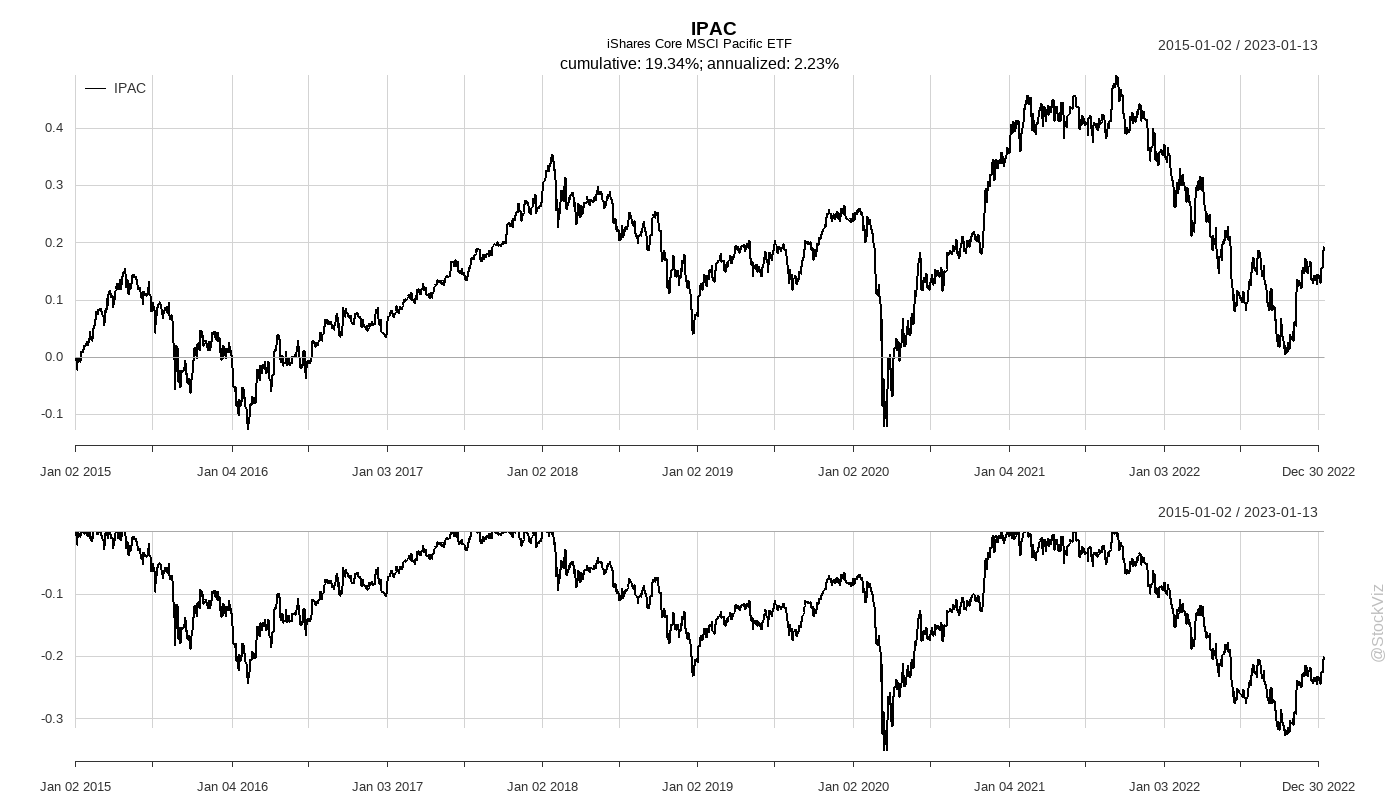 IPAC
iShares Core MSCI Pacific ETF
2015-01-02 / 2023-01-13
cumulative: 19.34%; annualized: 2.23%
IPAC
0.4
0.3
0.2
0.1
0.0
-0.1
Jan 02 2015 Jan 04 2016 Jan 03 2017 Jan 02 2018 Jan 02 2019 Jan 02 2020 Jan 04 2021 Jan 03 2022 Dec 30 2022
2015-01-02 / 2023-01-13
-0.1
-0.2
-0.3
Jan 02 2015 Jan 04 2016 Jan 03 2017 Jan 02 2018 Jan 02 2019 Jan 02 2020 Jan 04 2021 Jan 03 2022 Dec 30 2022
@StockViz